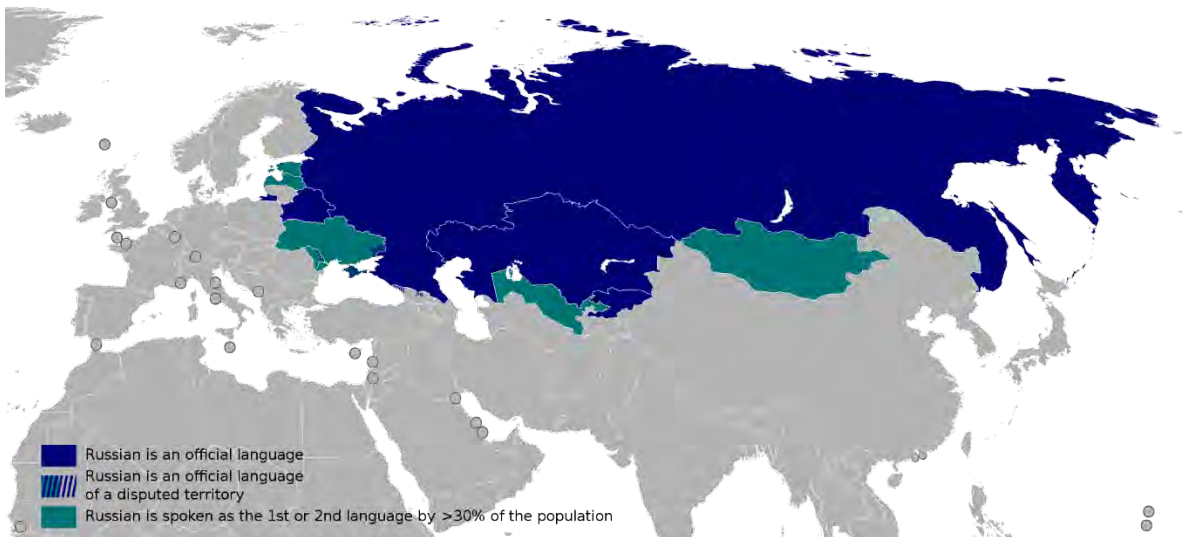 Russian is an official language
Russian is an official language
of a disputed territory
Russian is spoken as the 1st or 2nd language by >30% of the population